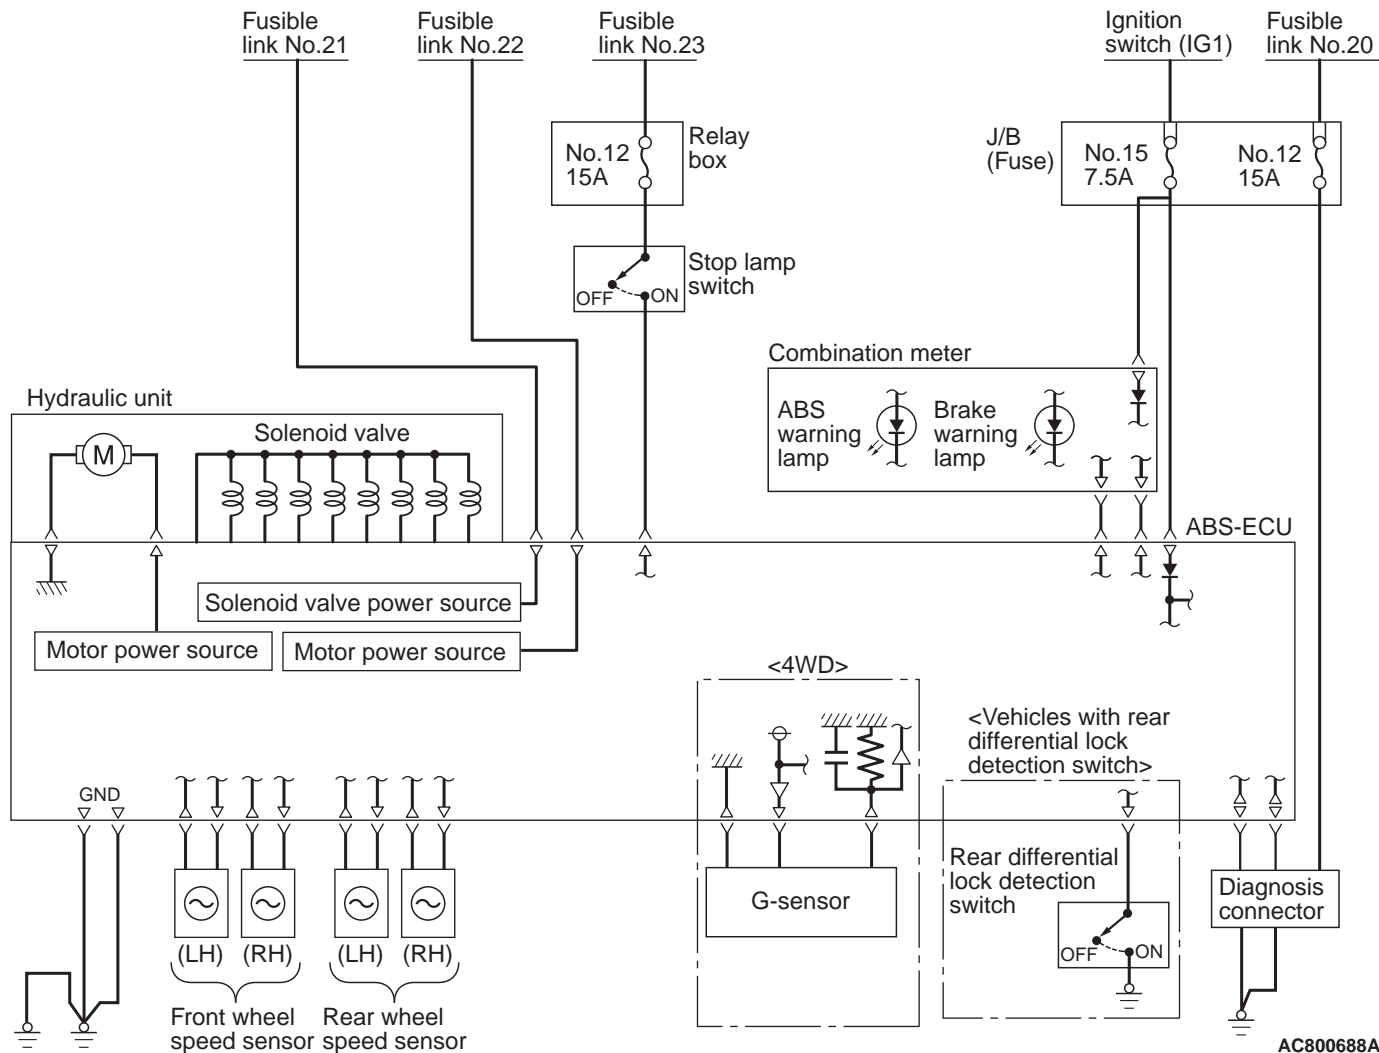 Fusible
link No.21
Fusible
link No.22
Fusible
link No.23
Ignition
switch (IG1)
Fusible
link No.20
No.12
15A
Relay
box
J/B
(Fuse)
No.15
7.5A
No.12
15A
Stop lamp
switch
OFF
ON
Combination meter
ABS
warning
lamp
Brake
warning
lamp
Hydraulic unit
Solenoid valve
M
ABS-ECU
Solenoid valve power source
Motor power source
Motor power source
<4WD>
<Vehicles with rear
differential lock
detection switch>
GND
G-sensor
Rear differential
lock detection
switch
OFF
ON
Diagnosis
connector
(LH)
(RH)
(LH)
(RH)
Front wheel
speed sensor
Rear wheel
speed sensor
AC800688A